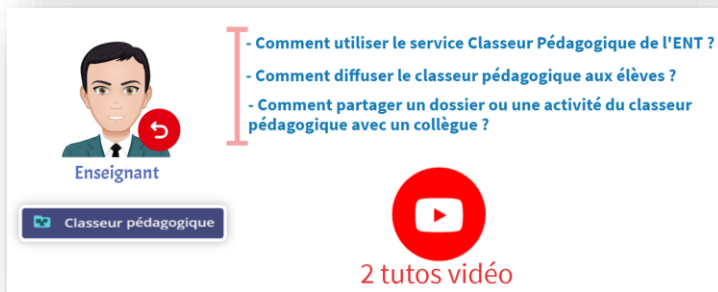 - Comment utiliser le service Classeur Pédagogique de l'ENT ?
- Comment diffuser le classeur pédagogique aux élèves ?
- Comment partager un dossier ou une activité du classeur
pédagogique avec un collègue ?
Enseignant
Classeur pédagogique
2 tutos vidéo